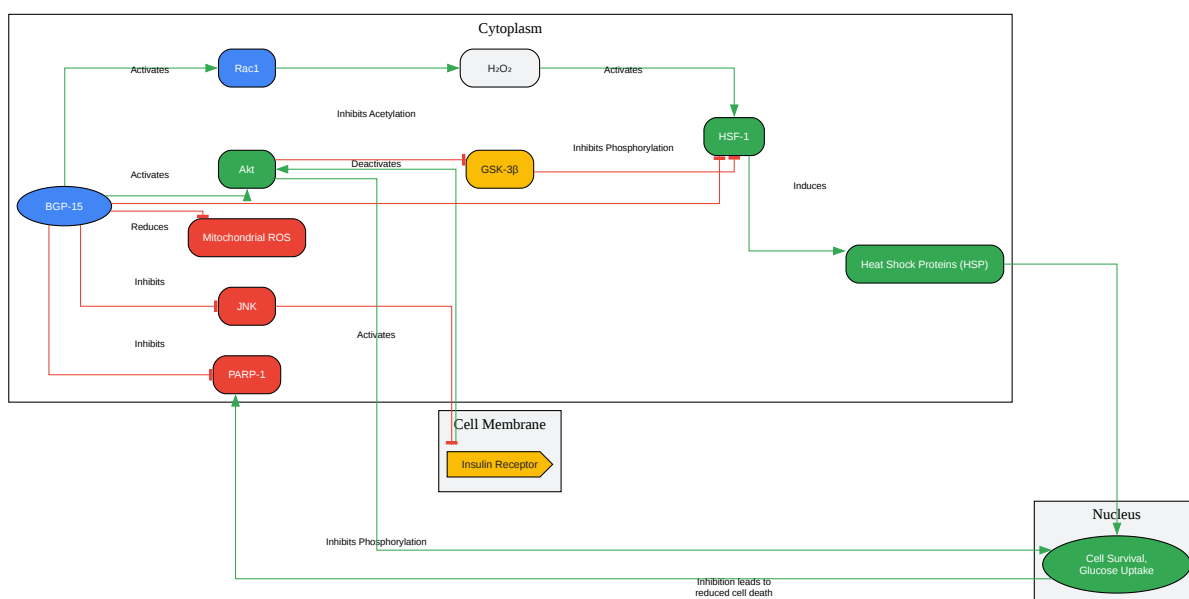 Cytoplasm
Activates
Rac1
H₂O₂
Activates
Inhibits Acetylation
HSF-1
Inhibits Phosphorylation
Akt
Deactivates
GSK-3β
Activates
Induces
BGP-15
Reduces
Mitochondrial ROS
Heat Shock Proteins (HSP)
Inhibits
JNK
Activates
Inhibits
PARP-1
Cell Membrane
Insulin Receptor
Nucleus
Inhibits Phosphorylation
Cell Survival,
Glucose Uptake
Inhibition leads to
reduced cell death